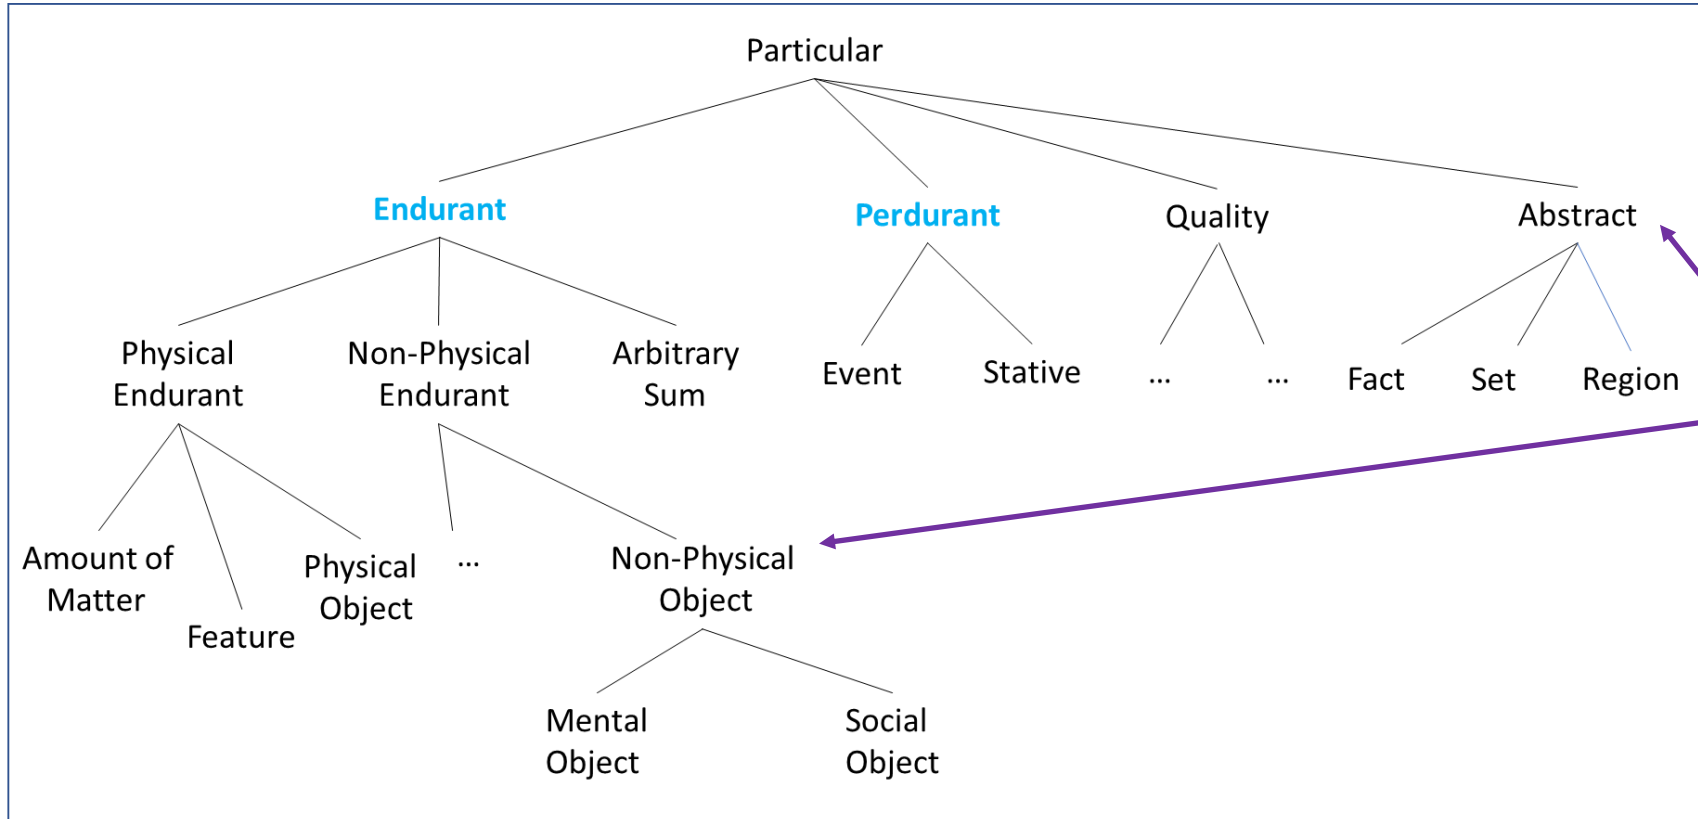 Particular
Endurant
Perdurant
Quality
Abstract
Physical
Endurant
Non-Physical
Endurant
Arbitrary
Sum
Event
Stative
...
...
Fact
Set
Region
Amount of
Matter
Feature
Physical
Object
...
Non-Physical
Object
Mental
Object
Social
Object